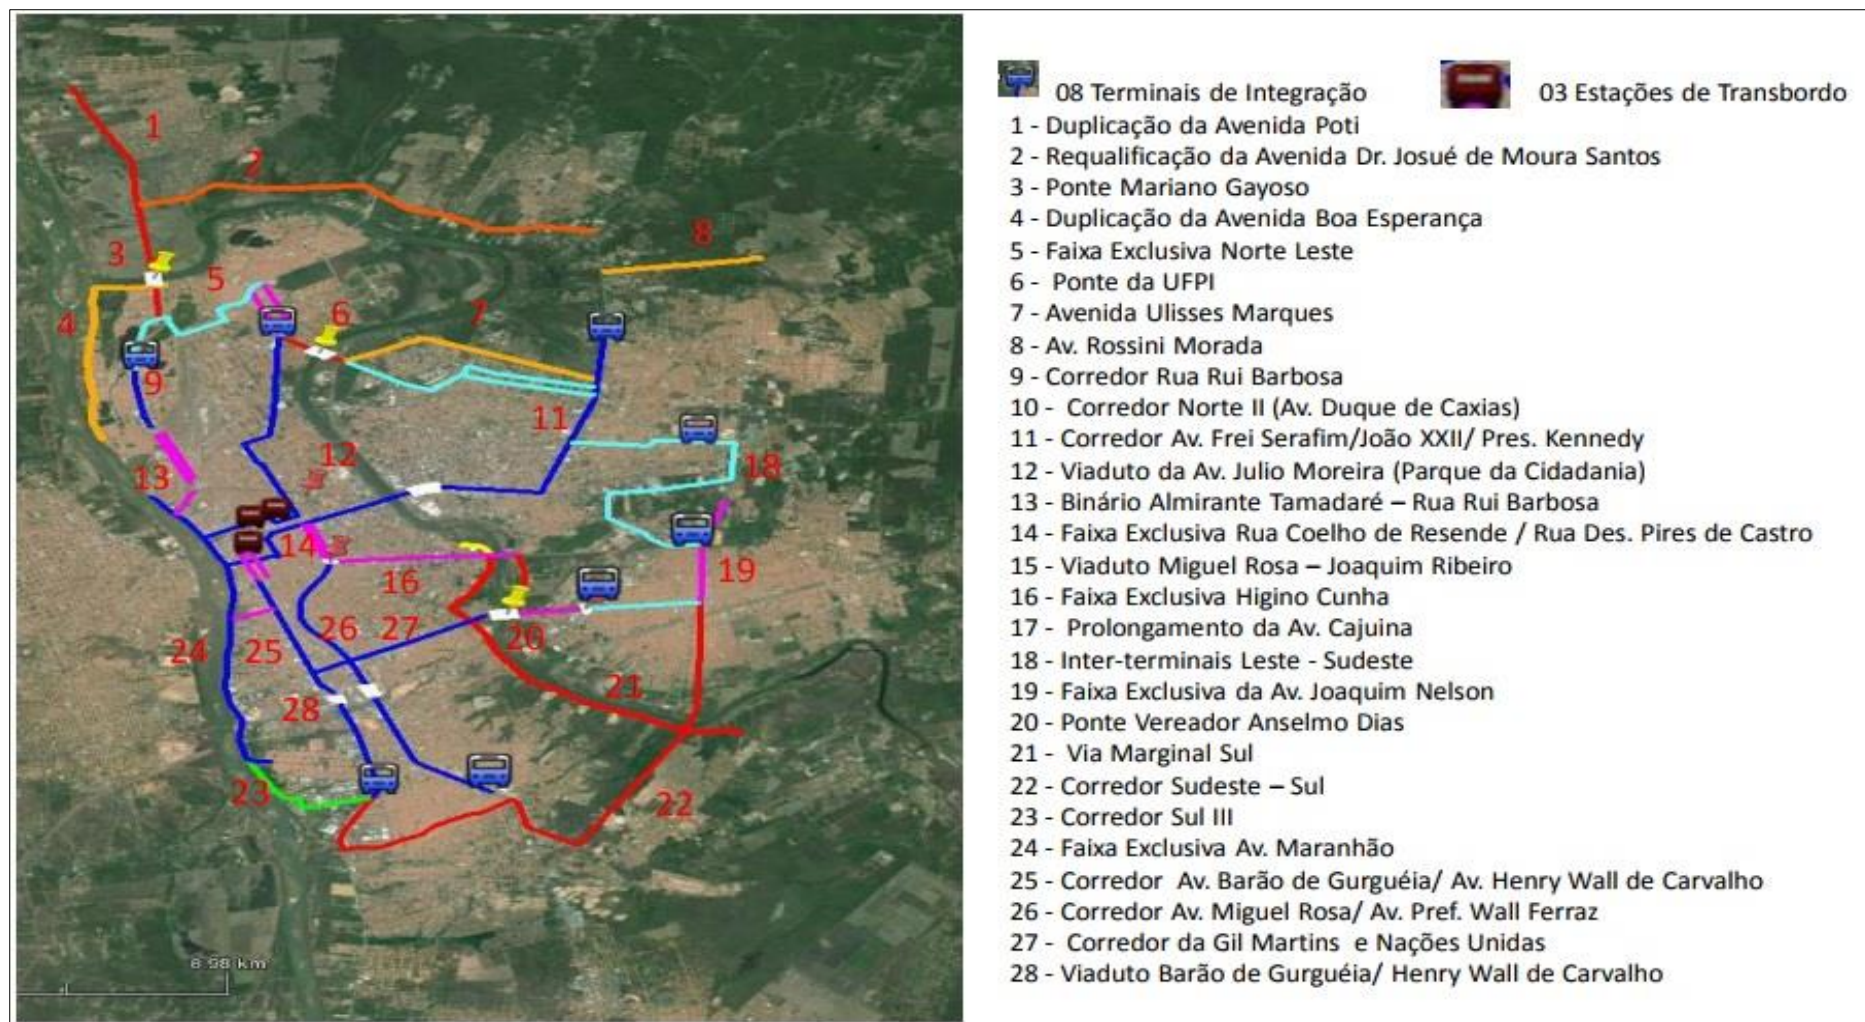 1
2
3
8
5
4
6
7
9
11
12
18
13
14
16
19
26
27
20
24
25
21
28
23
22
8.98 km
08 Terminais de Integração
03 Estações de Transbordo
1 - Duplicação da Avenida Poti
2 - Requalificação da Avenida Dr. Josué de Moura Santos
3 - Ponte Mariano Gayoso
4 - Duplicação da Avenida Boa Esperança
5 - Faixa Exclusiva Norte Leste
6 - Ponte da UFPI
7 - Avenida Ulisses Marques
8 - Av. Rossini Morada
9 - Corredor Rua Rui Barbosa
10 - Corredor Norte II (Av. Duque de Caxias)
11 - Corredor Av. Frei Serafim/João XXII/ Pres. Kennedy
12 - Viaduto da Av. Julio Moreira (Parque da Cidadania)
13 - Binário Almirante Tamadaré – Rua Rui Barbosa
14 - Faixa Exclusiva Rua Coelho de Resende / Rua Des. Pires de Castro
15 - Viaduto Miguel Rosa – Joaquim Ribeiro
16 - Faixa Exclusiva Higino Cunha
17 - Prolongamento da Av. Cajuina
18 - Inter-terminais Leste - Sudeste
19 - Faixa Exclusiva da Av. Joaquim Nelson
20 - Ponte Vereador Anselmo Dias
21 - Via Marginal Sul
22 - Corredor Sudeste – Sul
23 - Corredor Sul III
24 - Faixa Exclusiva Av. Maranhão
25 - Corredor Av. Barão de Gurguéia/ Av. Henry Wall de Carvalho
26 - Corredor Av. Miguel Rosa/ Av. Pref. Wall Ferraz
27 - Corredor da Gil Martins e Nações Unidas
28 - Viaduto Barão de Gurguéia/ Henry Wall de Carvalho